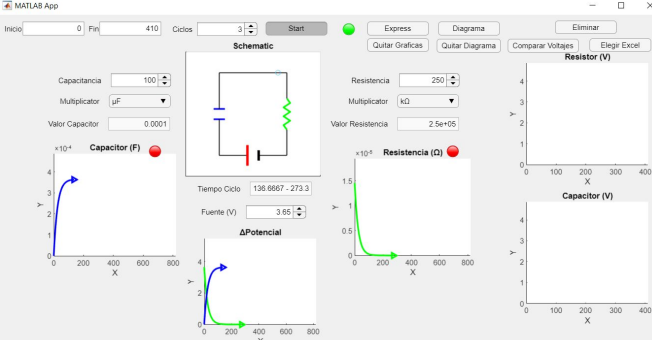 MATLAB App
Inicio 0 Fin 410 Ciclos 3 Start Express Diagrama Eliminar
Quitar Graficas Quitar Diagrama Comparar Voltajes Elegir Excel
Schematic
Resistor (V)
Capacitancia 100
Resistencia 250
Multiplicator µF
Multiplicator kΩ
Valor Capacitor 0.0001
Valor Resistencia 2.5e+05
Capacitor (F)
×10⁻⁴
4
3
2
1
0
Y
0 200 400 600 800
X
Tiempo Ciclo 136.6667 - 273.3
Fuente (V) 3.65
ΔPotencial
4
2
0
Y
0 200 400 600 800
Resistencia (Ω)
×10⁻⁵
1.5
1
0.5
0
Y
0 200 400 600 800
X
4
3
2
1
0
Y
0 100 200 300 400
X
Capacitor (V)
4
3
2
1
0
Y
0 100 200 300 400
X